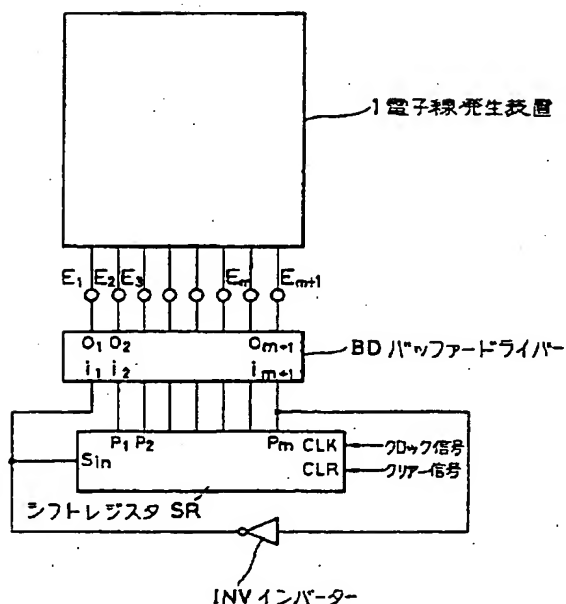 1 電子線発生装置
E1 E2 E3 Em Em+1
O1 O2 Om+1
BD バッファードライバー
i1 i2 im+1
P1 P2 Pm CLK クロック信号
Sin
CLR クリアー信号
シフトレジスタ SR
INV インバーター